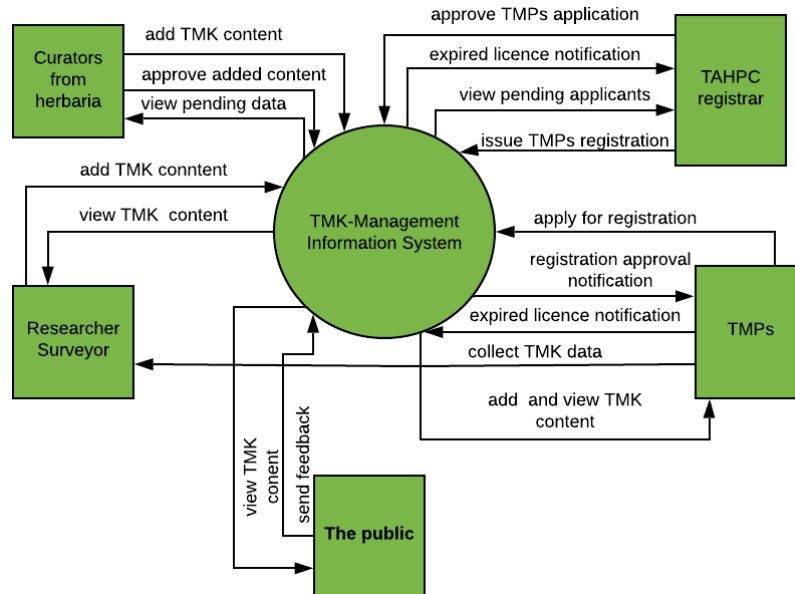 approve TMPs application
add TMK content
expired licence notification
Curators
from
herbaria
TAHPC
registrar
approve added content
view pending applicants
view pending data
issue TMPs registration
add TMK conntent
view TMK content
TMK-Management
Information System
apply for registration
registration approval
notification
Researcher
Surveyor
expired licence notification
TMPs
collect TMK data
add and view TMK
content
view TMK
conent
send feedback
The public